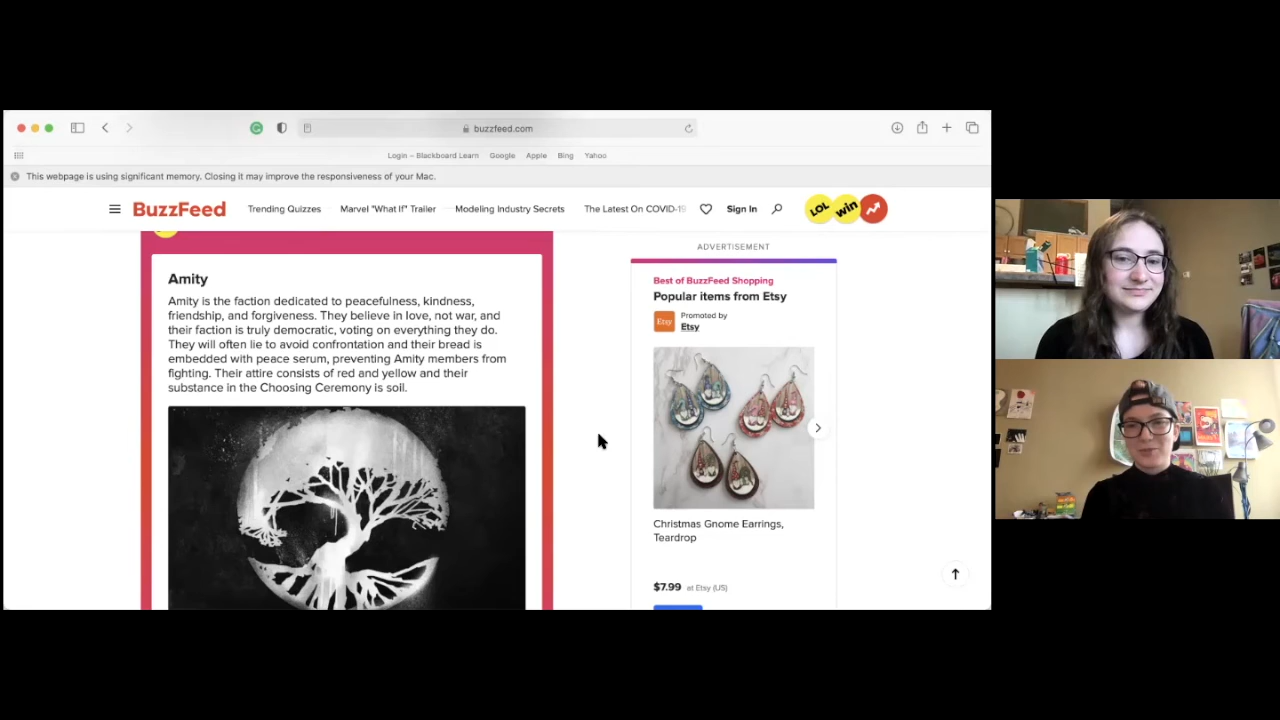 buzzfeed.com
Login – Blackboard Learn Google Apple Bing Yahoo
This webpage is using significant memory. Closing it may improve the responsiveness of your Mac.
BuzzFeed Trending Quizzes Marvel "What If" Trailer Modeling Industry Secrets The Latest On COVID-19 Sign In LOL win
ADVERTISEMENT
Amity
Amity is the faction dedicated to peacefulness, kindness,
friendship, and forgiveness. They believe in love, not war, and
their faction is truly democratic, voting on everything they do.
They will often lie to avoid confrontation and their bread is
embedded with peace serum, preventing Amity members from
fighting. Their attire consists of red and yellow and their
substance in the Choosing Ceremony is soil.
Best of BuzzFeed Shopping
Popular items from Etsy
Etsy
Promoted by
Etsy
Christmas Gnome Earrings,
Teardrop
$7.99 at Etsy (US)